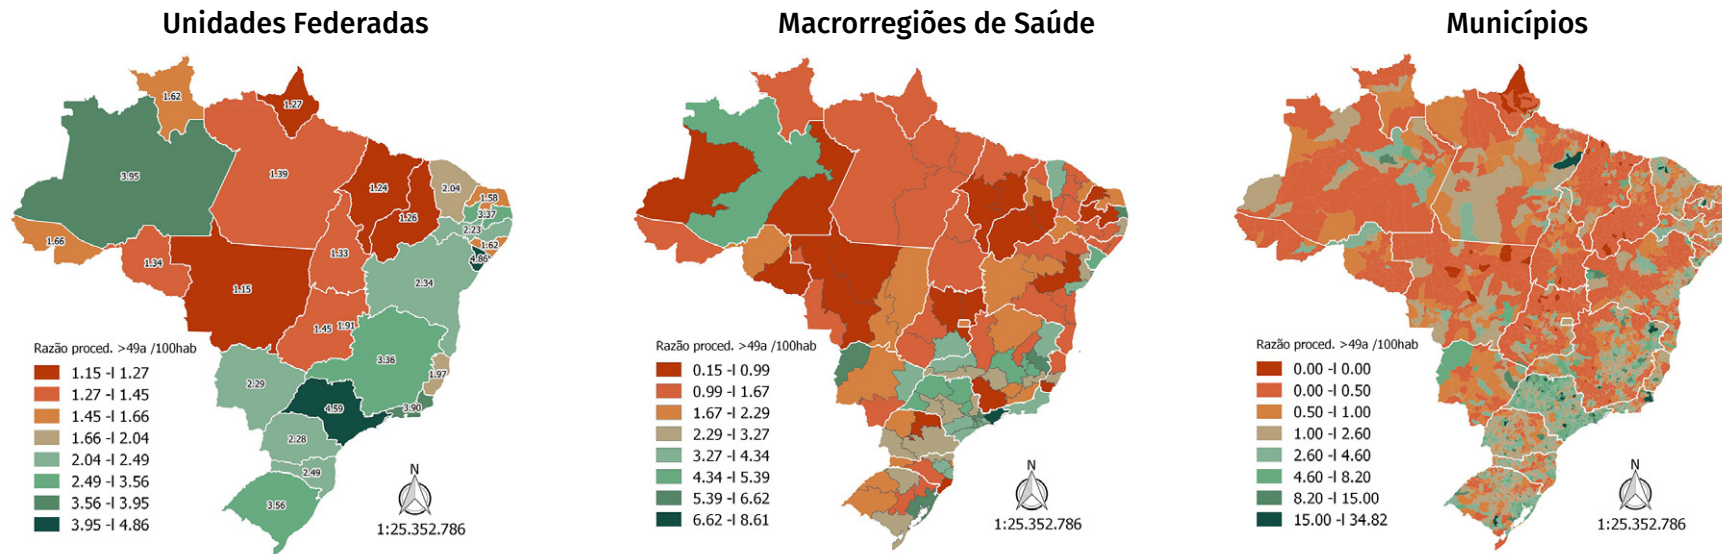 Unidades Federadas
1.62
1.27
3.95
1.39
1.24
2.04
1.58
3.37
1.26
2.23
1.62
4.86
1.66
1.34
1.33
1.15
2.34
1.45
1.91
3.36
2.29
1.97
4.59
3.90
2.28
2.49
3.56
Razão proced. >49a /100hab
1.15 -I 1.27
1.27 -I 1.45
1.45 -I 1.66
1.66 -I 2.04
2.04 -I 2.49
2.49 -I 3.56
3.56 -I 3.95
3.95 -I 4.86
N
1:25.352.786
Macrorregiões de Saúde
Razão proced. >49a /100hab
0.15 -I 0.99
0.99 -I 1.67
1.67 -I 2.29
2.29 -I 3.27
3.27 -I 4.34
4.34 -I 5.39
5.39 -I 6.62
6.62 -I 8.61
N
1:25.352.786
Municípios
Razão proced. >49a /100hab
0.00 -I 0.00
0.00 -I 0.50
0.50 -I 1.00
1.00 -I 2.60
2.60 -I 4.60
4.60 -I 8.20
8.20 -I 15.00
15.00 -I 34.82
N
1:25.352.786